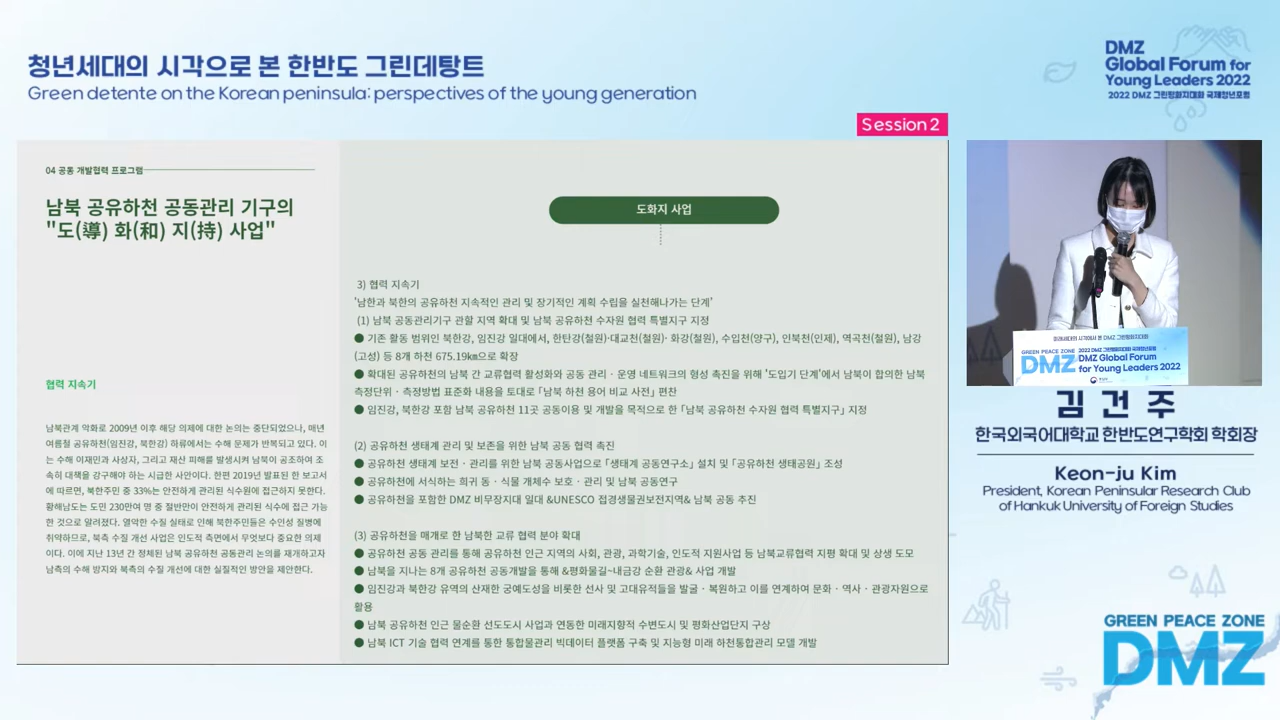 청년세대의 시각으로 본 한반도 그린데탕트
Green detente on the Korean peninsula: perspectives of the young generation
DMZ
Global Forum for
Young Leaders 2022
2022 DMZ 그린평화지대화 국제청년포럼
Session 2
04 공동 개발협력 프로그램
남북 공유하천 공동관리 기구의
"도(導) 화(和) 지(持) 사업"
협력 지속기
남북관계 악화로 2009년 이후 해당 의제에 대한 논의는 중단되었으나, 매년
여름철 공유하천(임진강, 북한강) 하류에서는 수해 문제가 반복되고 있다. 이
는 수해 이재민과 사상자, 그리고 재산 피해를 발생시켜 남북이 공조하여 조
속히 대책을 강구해야 하는 시급한 사안이다. 한편 2019년 발표된 한 보고서
에 따르면, 북한주민 중 33%는 안전하게 관리된 식수원에 접근하지 못한다.
황해남도는 도민 230만여 명 중 절반만이 안전하게 관리된 식수에 접근 가능
한 것으로 알려졌다. 열악한 수질 실태로 인해 북한주민들은 수인성 질병에
취약하므로, 북측 수질 개선 사업은 인도적 측면에서 무엇보다 중요한 의제
이다. 이에 지난 13년 간 정체된 남북 공유하천 공동관리 논의를 재개하고자
남측의 수해 방지와 북측의 수질 개선에 대한 실질적인 방안을 제안한다.
도화지 사업
3) 협력 지속기
'남한과 북한의 공유하천 지속적인 관리 및 장기적인 계획 수립을 실천해나가는 단계'
(1) 남북 공동관리기구 관할 지역 확대 및 남북 공유하천 수자원 협력 특별지구 지정
● 기존 활동 범위인 북한강, 임진강 일대에서, 한탄강(철원)·대교천(철원)· 화강(철원), 수입천(양구), 인북천(인제), 역곡천(철원), 남강
(고성) 등 8개 하천 675.19㎞으로 확장
● 확대된 공유하천의 남북 간 교류협력 활성화와 공동 관리 · 운영 네트워크의 형성 촉진을 위해 '도입기 단계'에서 남북이 합의한 남북
측정단위 · 측정방법 표준화 내용을 토대로 ｢남북 하천 용어 비교 사전｣ 편찬
● 임진강, 북한강 포함 남북 공유하천 11곳 공동이용 및 개발을 목적으로 한 ｢남북 공유하천 수자원 협력 특별지구｣ 지정
(2) 공유하천 생태계 관리 및 보존을 위한 남북 공동 협력 촉진
● 공유하천 생태계 보전 · 관리를 위한 남북 공동사업으로 ｢생태계 공동연구소｣ 설치 및 ｢공유하천 생태공원｣ 조성
● 공유하천에 서식하는 희귀 동 · 식물 개체수 보호 · 관리 및 남북 공동연구
● 공유하천을 포함한 DMZ 비무장지대 일대 &UNESCO 접경생물권보전지역& 남북 공동 추진
(3) 공유하천을 매개로 한 남북한 교류 협력 분야 확대
● 공유하천 공동 관리를 통해 공유하천 인근 지역의 사회, 관광, 과학기술, 인도적 지원사업 등 남북교류협력 지평 확대 및 상생 도모
● 남북을 지나는 8개 공유하천 공동개발을 통해 &평화물길~내금강 순환 관광& 사업 개발
● 임진강과 북한강 유역의 산재한 궁예도성을 비롯한 선사 및 고대유적들을 발굴 · 복원하고 이를 연계하여 문화 · 역사 · 관광자원으로
활용
● 남북 공유하천 인근 물순환 선도도시 사업과 연동한 미래지향적 수변도시 및 평화산업단지 구상
● 남북 ICT 기술 협력 연계를 통한 통합물관리 빅데이터 플랫폼 구축 및 지능형 미래 하천통합관리 모델 개발
미래세대의 시각에서 본 DMZ 그린평화지대화
GREEN PEACE ZONE
DMZ
2022 DMZ 그린평화지대화 국제청년포럼
DMZ Global Forum
for Young Leaders 2022
김 건 주
한국외국어대학교 한반도연구학회 학회장
Keon-ju Kim
President, Korean Peninsular Research Club
of Hankuk University of Foreign Studies
GREEN PEACE ZONE
DMZ